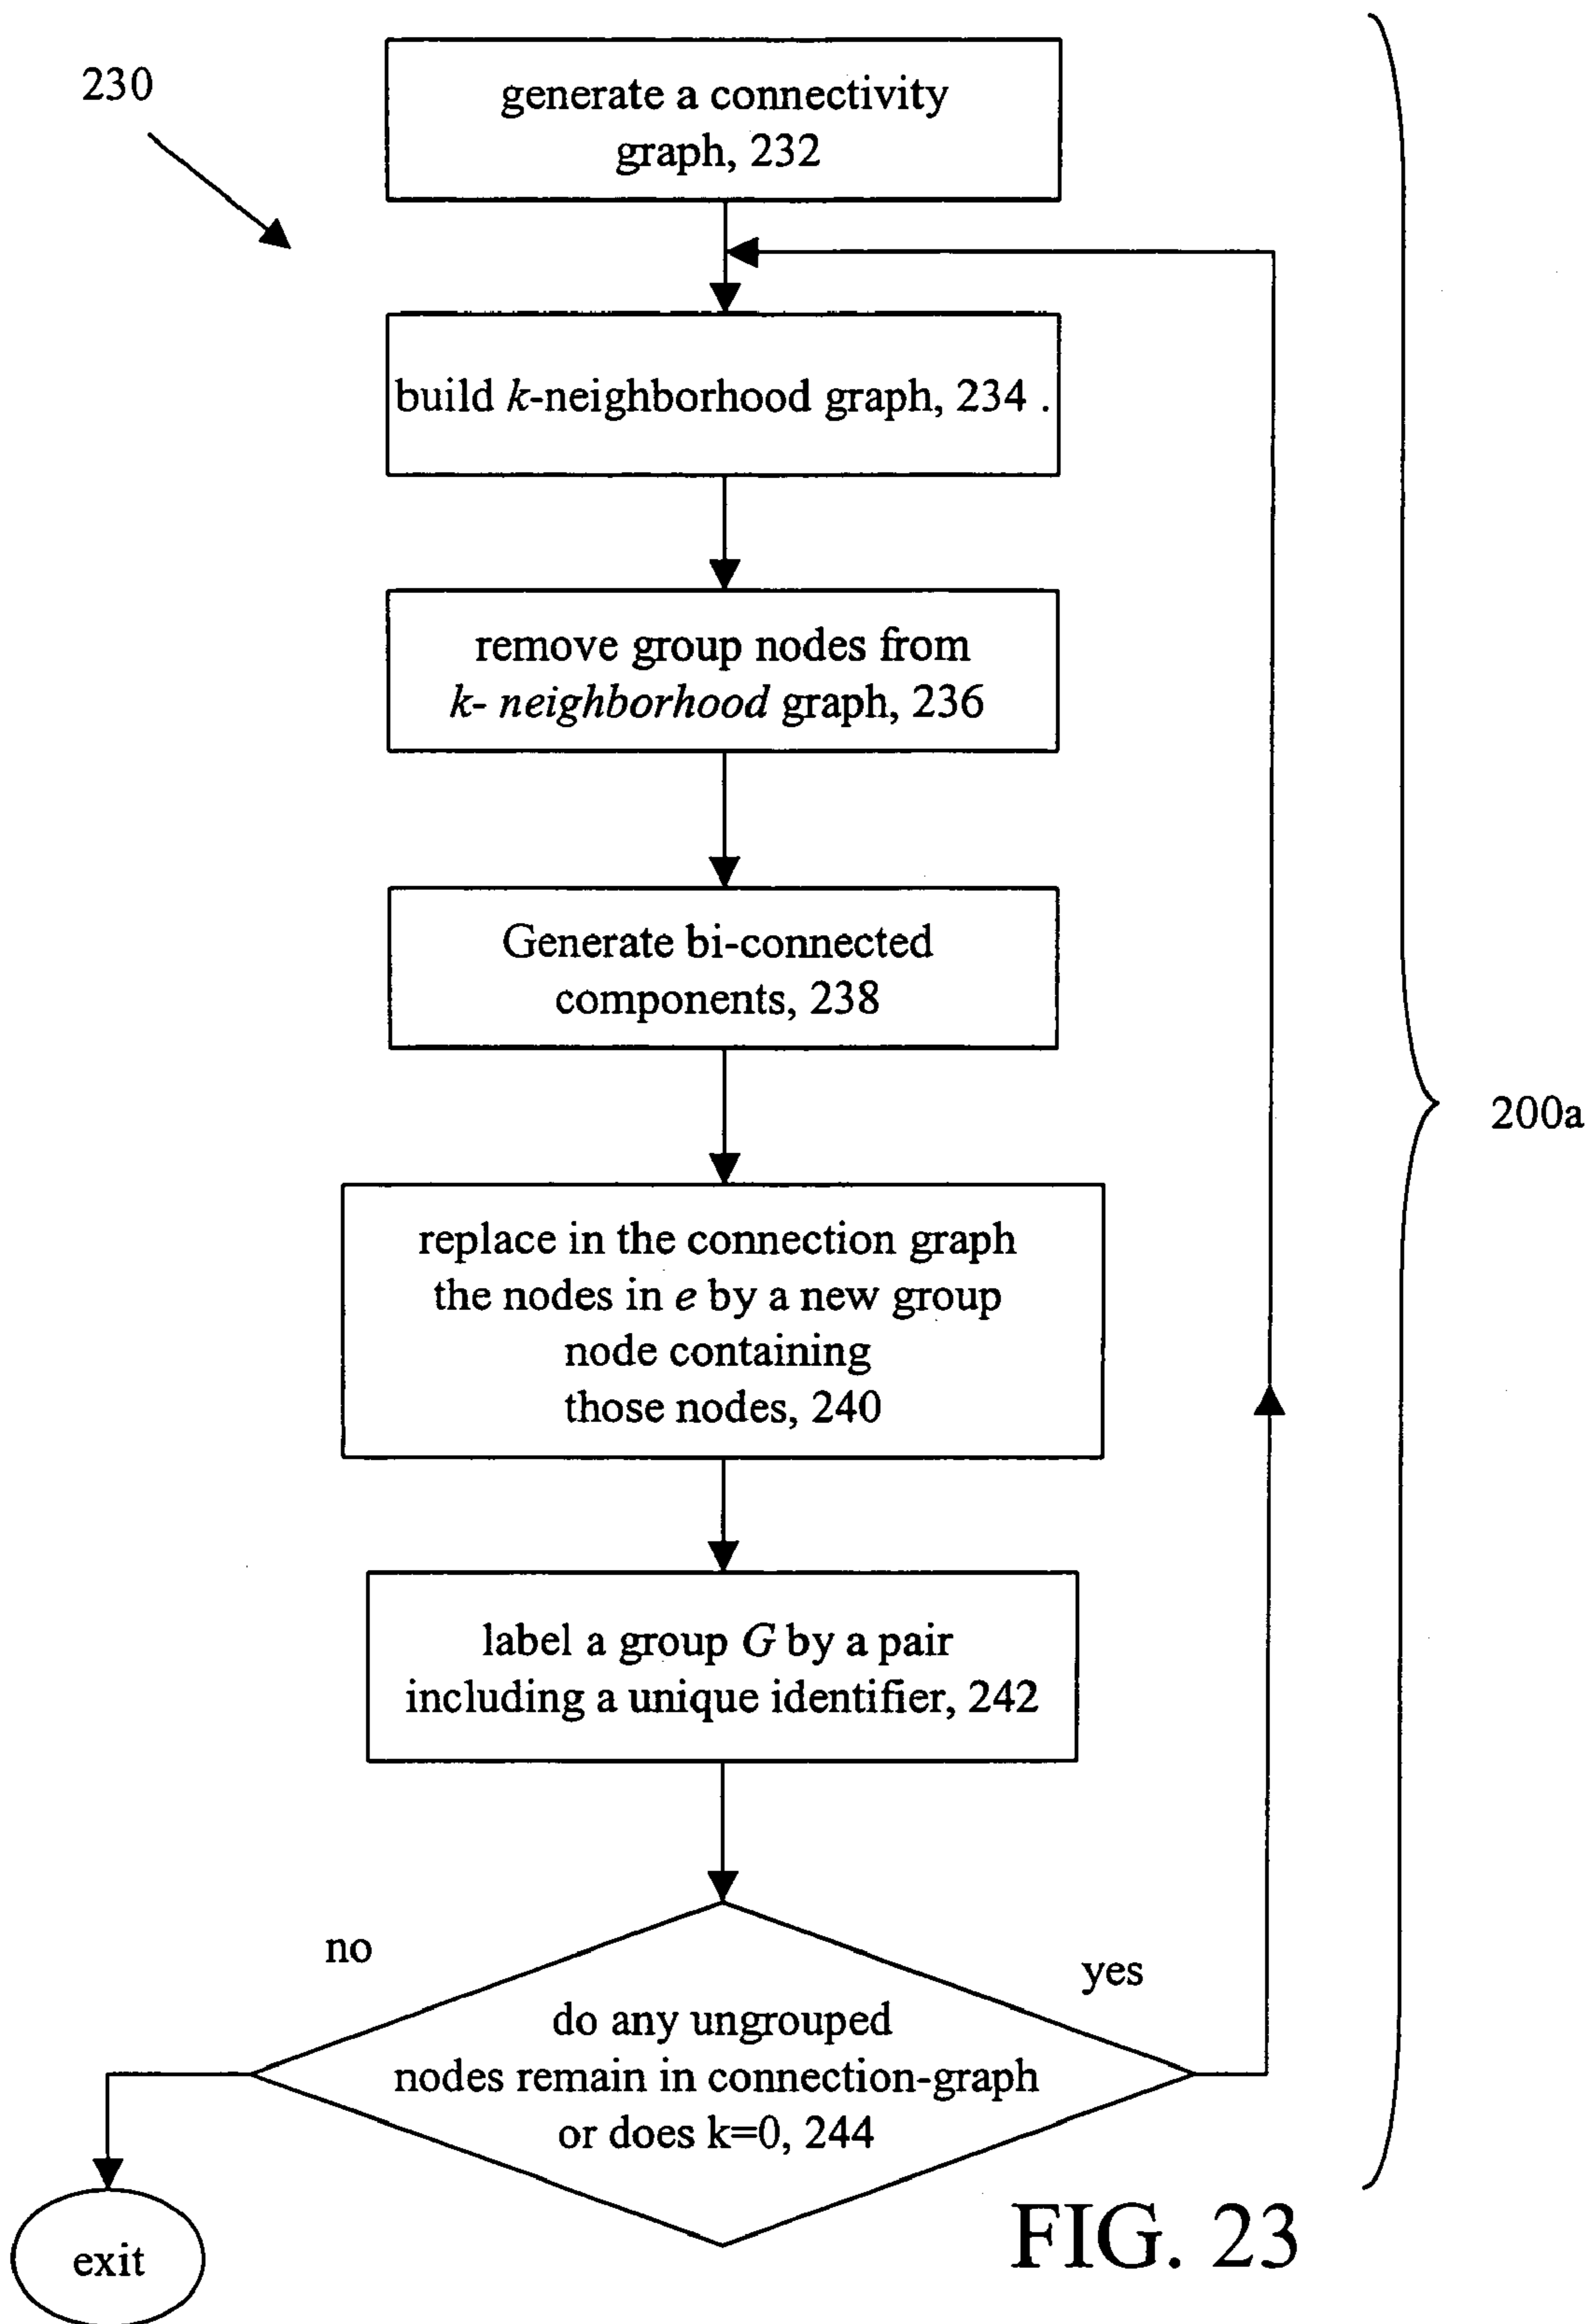 230
generate a connectivity
graph, 232
build k-neighborhood graph, 234 .
remove group nodes from
k- neighborhood graph, 236
Generate bi-connected
components, 238
200a
replace in the connection graph
the nodes in e by a new group
node containing
those nodes, 240
label a group G by a pair
including a unique identifier, 242
no
yes
do any ungrouped
nodes remain in connection-graph
or does k=0, 244
exit
FIG. 23